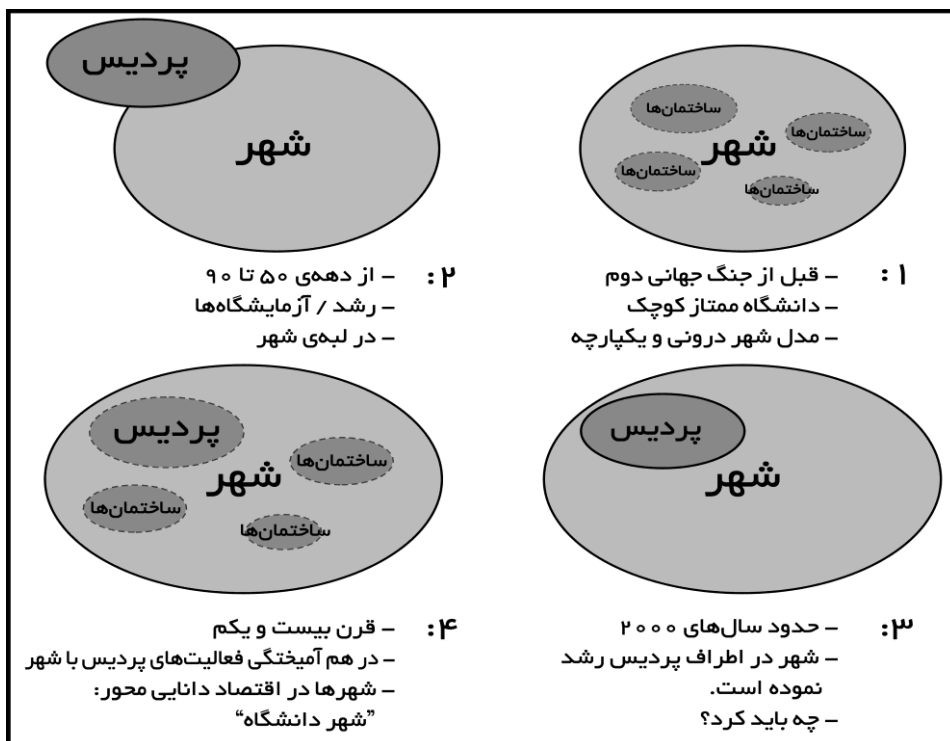 ساختمان‌ها
ساختمان‌ها
شهر
ساختمان‌ها
ساختمان‌ها
۱:
– قبل از جنگ جهانی دوم
– دانشگاه ممتاز کوچک
– مدل شهر درونی و یکپارچه
پردیس
شهر
۲:
– از دهه‌ی ۵۰ تا ۹۰
– رشد / آزمایشگاه‌ها
– در لبه‌ی شهر
پردیس
شهر
۳:
– حدود سال‌های ۲۰۰۰
– شهر در اطراف پردیس رشد
نموده است.
– چه باید کرد؟
پردیس
ساختمان‌ها
شهر
ساختمان‌ها
ساختمان‌ها
۴:
– قرن بیست و یکم
– در هم آمیختگی فعالیت‌های پردیس با شهر
– شهرها در اقتصاد دانایی محور:
”شهر دانشگاه“